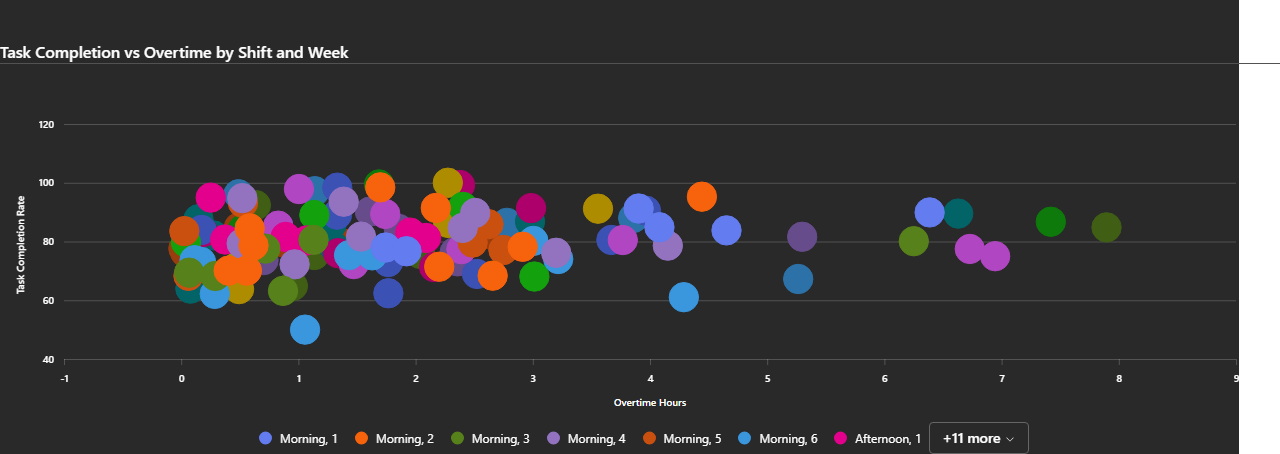 Task Completion vs Overtime by Shift and Week
120
100
80
60
40
Task Completion Rate
-1 0 1 2 3 4 5 6 7 8 9
Overtime Hours
Morning, 1 Morning, 2 Morning, 3 Morning, 4 Morning, 5 Morning, 6 Afternoon, 1 +11 more